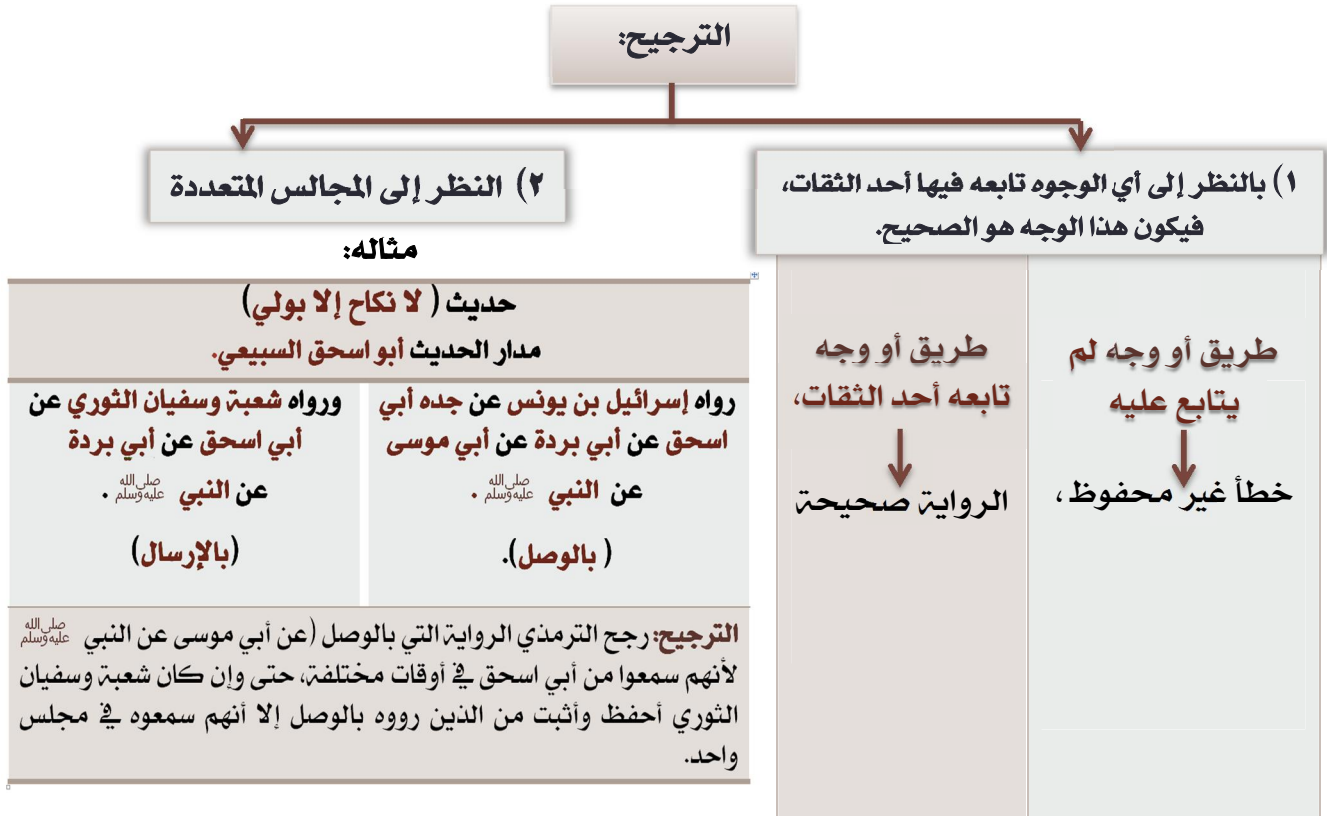 الترجيح:
١) بالنظر إلى أي الوجوه تابعه فيها أحد الثقات،
فيكون هذا الوجه هو الصحيح.
طريق أو وجه لم
يتابع عليه
خطأ غير محفوظ ،
طريق أو وجه
تابعه أحد الثقات،
الرواية صحيحة
٢) النظر إلى المجالس المتعددة
مثاله:
حديث ( لا نكاح إلا بولي)
مدار الحديث أبو اسحق السبيعي.
رواه إسرائيل بن يونس عن جده أبي
اسحق عن أبي بردة عن أبي موسى
عن النبي صلى الله عليه وسلم .
( بالوصل).
ورواه شعبة وسفيان الثوري عن
أبي اسحق عن أبي بردة
عن النبي صلى الله عليه وسلم .
(بالإرسال)
الترجيح: رجح الترمذي الرواية التي بالوصل (عن أبي موسى عن النبي صلى الله عليه وسلم
لأنهم سمعوا من أبي اسحق في أوقات مختلفة، حتى وإن كان شعبة وسفيان
الثوري أحفظ وأثبت من الذين رووه بالوصل إلا أنهم سمعوه في مجلس
واحد.